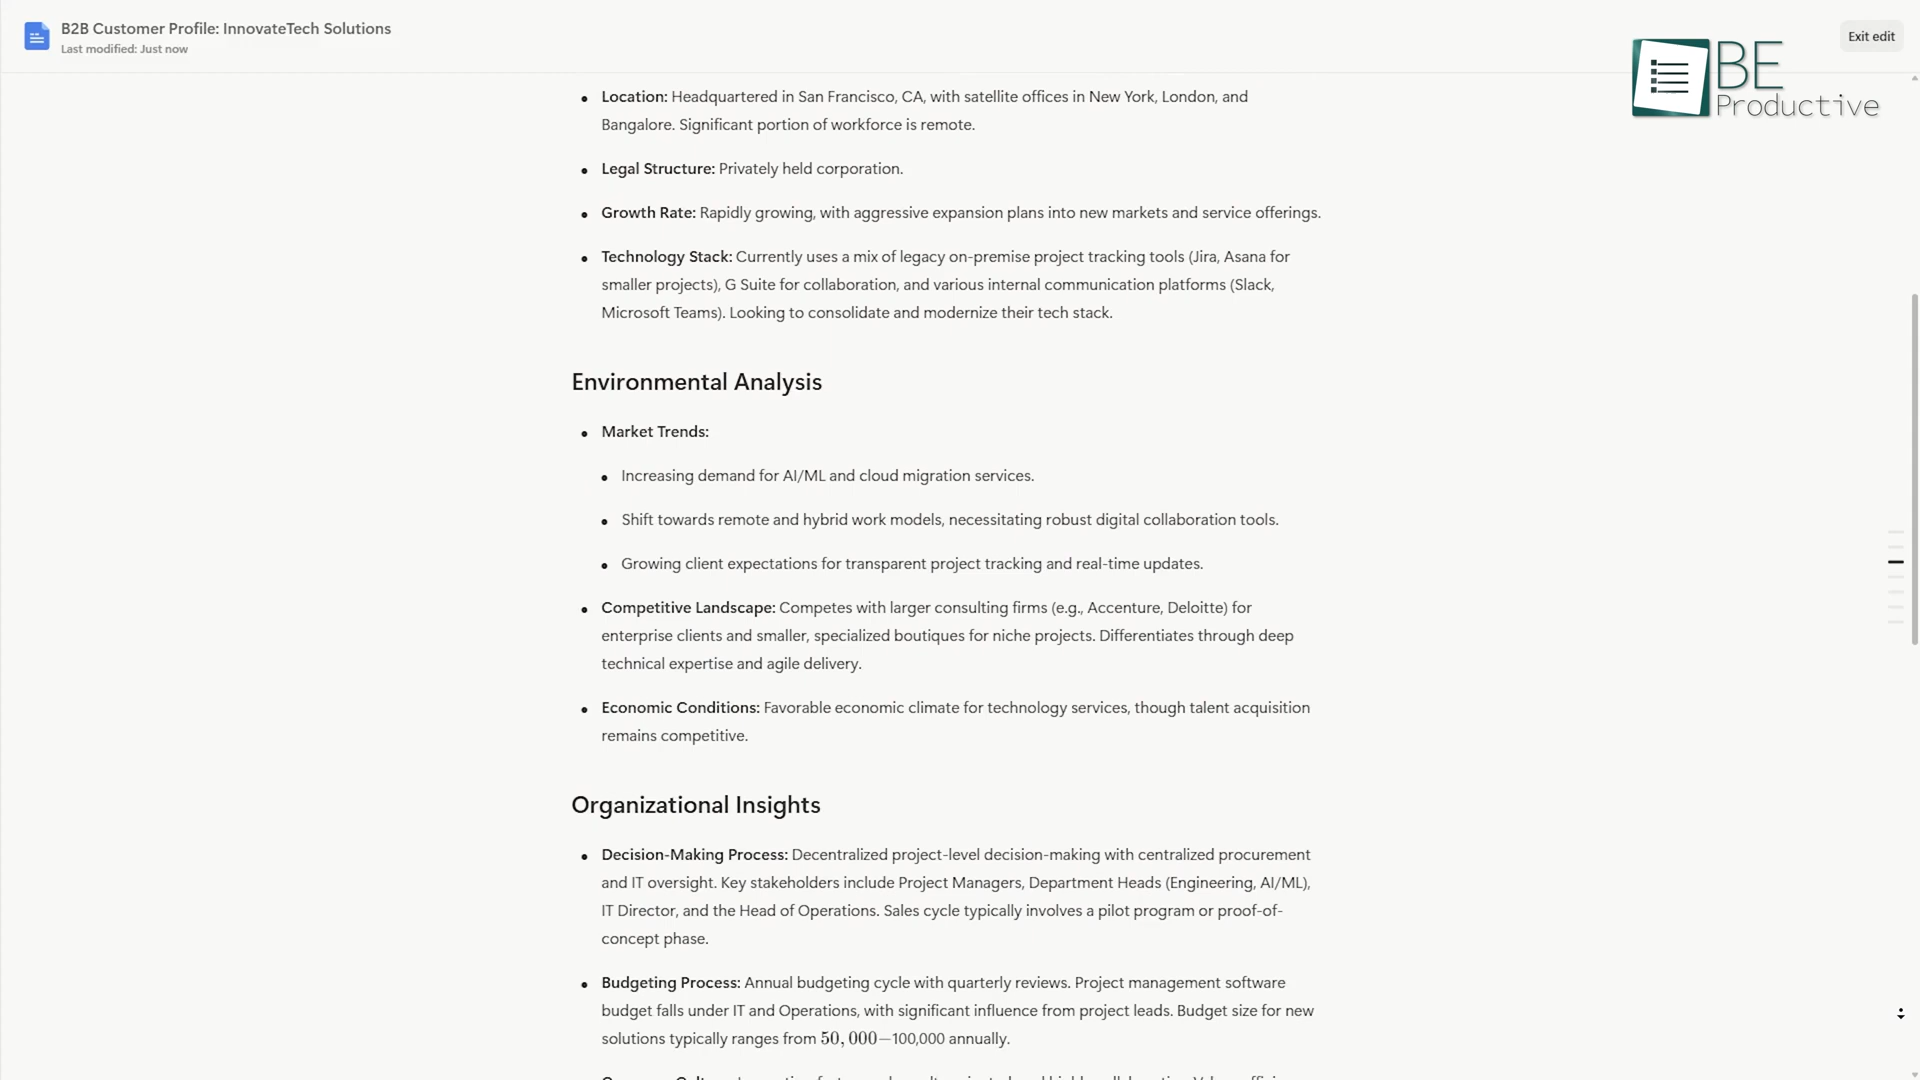 B2B Customer Profile: InnovateTech Solutions
Last modified: Just now
Exit edit
BE
Productive
Location: Headquartered in San Francisco, CA, with satellite offices in New York, London, and
Bangalore. Significant portion of workforce is remote.
Legal Structure: Privately held corporation.
Growth Rate: Rapidly growing, with aggressive expansion plans into new markets and service offerings.
Technology Stack: Currently uses a mix of legacy on-premise project tracking tools (Jira, Asana for
smaller projects), G Suite for collaboration, and various internal communication platforms (Slack,
Microsoft Teams). Looking to consolidate and modernize their tech stack.
Environmental Analysis
Market Trends:
Increasing demand for AI/ML and cloud migration services.
Shift towards remote and hybrid work models, necessitating robust digital collaboration tools.
Growing client expectations for transparent project tracking and real-time updates.
Competitive Landscape: Competes with larger consulting firms (e.g., Accenture, Deloitte) for
enterprise clients and smaller, specialized boutiques for niche projects. Differentiates through deep
technical expertise and agile delivery.
Economic Conditions: Favorable economic climate for technology services, though talent acquisition
remains competitive.
Organizational Insights
Decision-Making Process: Decentralized project-level decision-making with centralized procurement
and IT oversight. Key stakeholders include Project Managers, Department Heads (Engineering, AI/ML),
IT Director, and the Head of Operations. Sales cycle typically involves a pilot program or proof-of-
concept phase.
Budgeting Process: Annual budgeting cycle with quarterly reviews. Project management software
budget falls under IT and Operations, with significant influence from project leads. Budget size for new
solutions typically ranges from 50,000−100,000 annually.